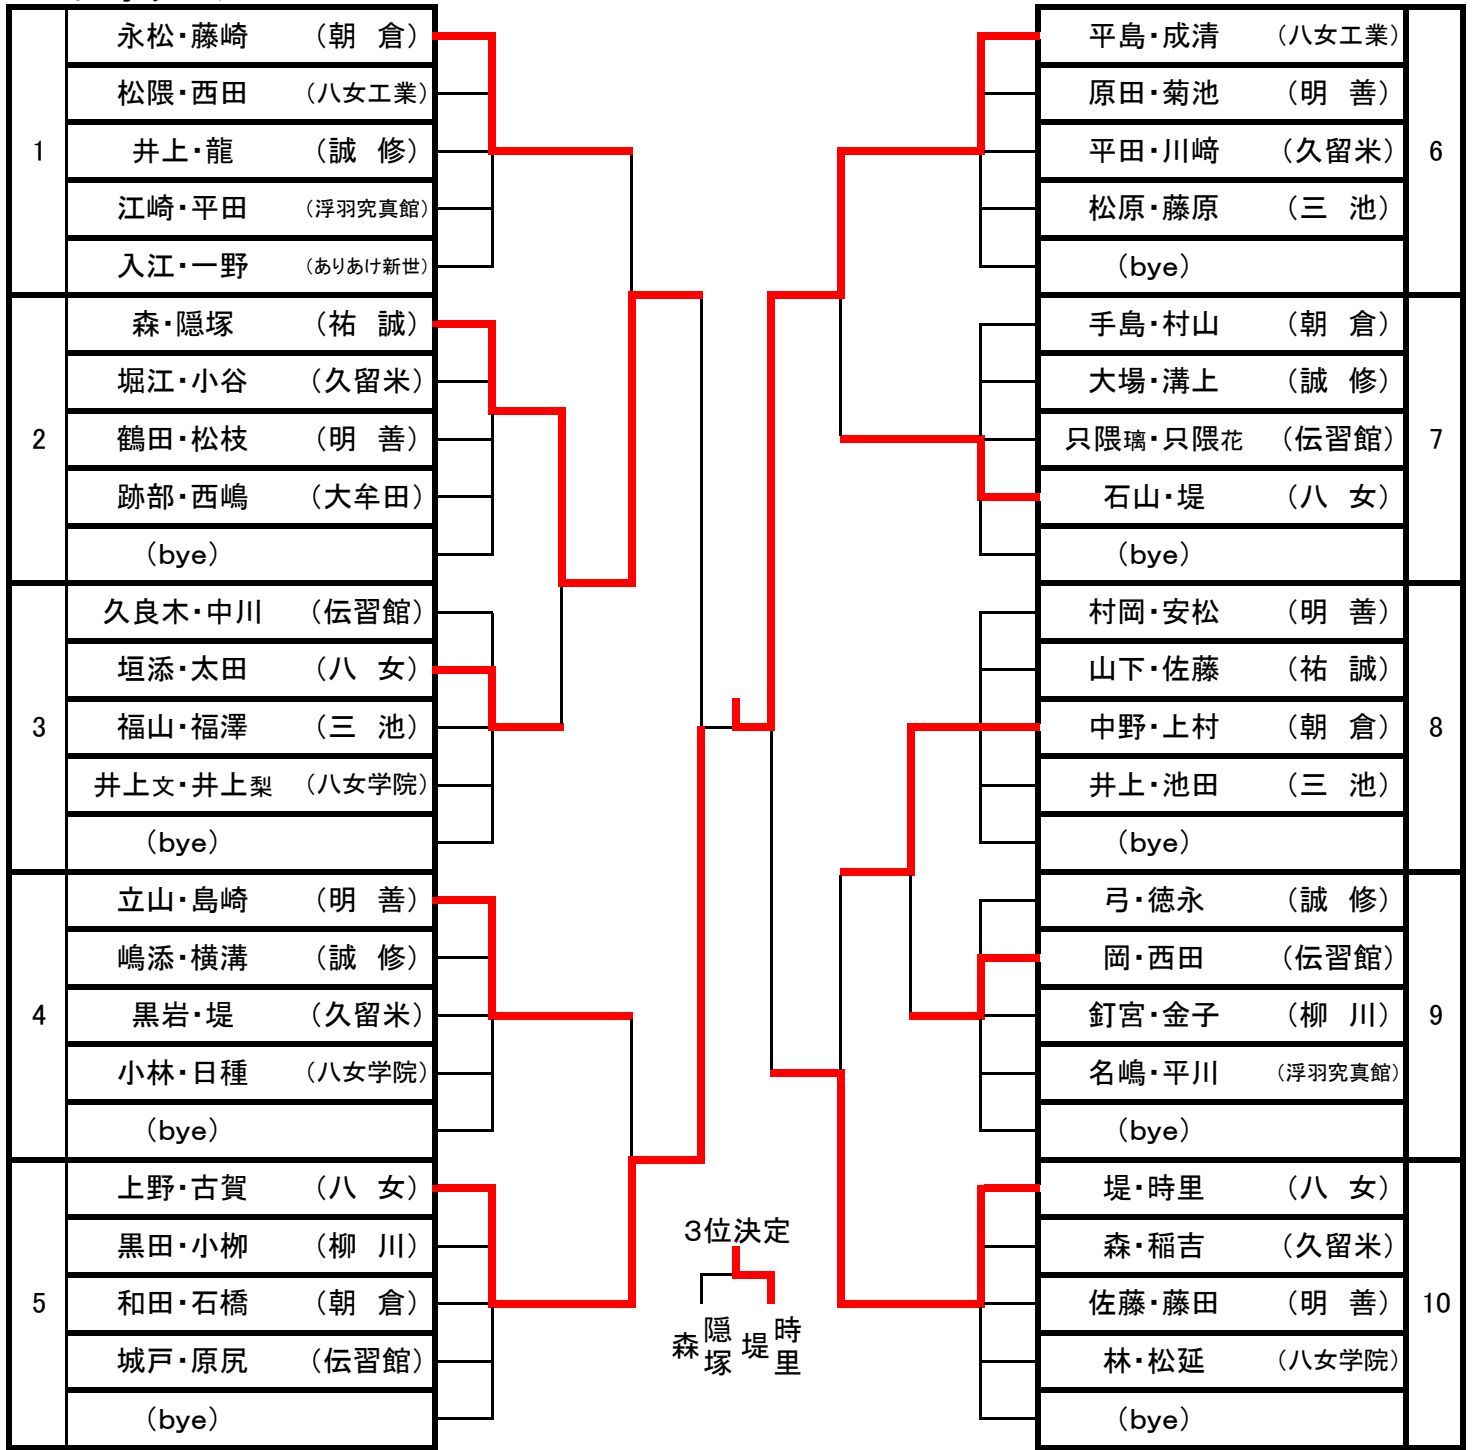 1
永松・藤崎 （朝 倉）
松隈・西田 （八女工業）
井上・龍 （誠 修）
江崎・平田 （浮羽究真館）
入江・一野 （ありあけ新世）
2
森・隠塚 （祐 誠）
堀江・小谷 （久留米）
鶴田・松枝 （明 善）
跡部・西嶋 （大牟田）
（bye）
3
久良木・中川 （伝習館）
垣添・太田 （八 女）
福山・福澤 （三 池）
井上文・井上梨 （八女学院）
（bye）
4
立山・島崎 （明 善）
嶋添・横溝 （誠 修）
黒岩・堤 （久留米）
小林・日種 （八女学院）
（bye）
5
上野・古賀 （八 女）
黒田・小栁 （柳 川）
和田・石橋 （朝 倉）
城戸・原尻 （伝習館）
（bye）
3位決定
森 隠塚
堤 時里
6
平島・成清 （八女工業）
原田・菊池 （明 善）
平田・川﨑 （久留米）
松原・藤原 （三 池）
（bye）
7
手島・村山 （朝 倉）
大場・溝上 （誠 修）
只隈璃・只隈花 （伝習館）
石山・堤 （八 女）
（bye）
8
村岡・安松 （明 善）
山下・佐藤 （祐 誠）
中野・上村 （朝 倉）
井上・池田 （三 池）
（bye）
9
弓・徳永 （誠 修）
岡・西田 （伝習館）
釘宮・金子 （柳 川）
名嶋・平川 （浮羽究真館）
（bye）
10
堤・時里 （八 女）
森・稲吉 （久留米）
佐藤・藤田 （明 善）
林・松延 （八女学院）
（bye）